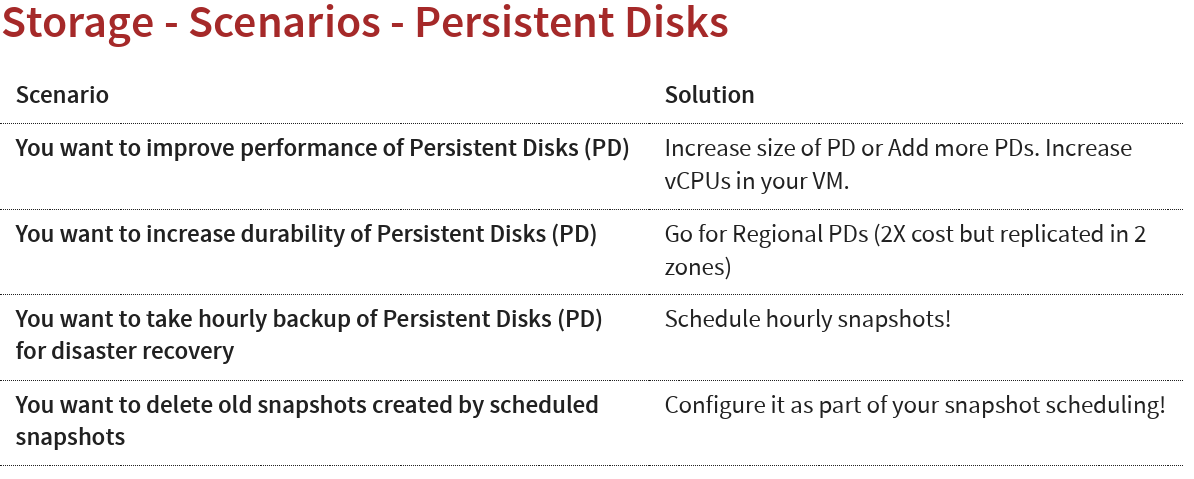 Storage - Scenarios - Persistent Disks
Scenario
Solution
You want to improve performance of Persistent Disks (PD)
Increase size of PD or Add more PDs. Increase
vCPUs in your VM.
You want to increase durability of Persistent Disks (PD)
Go for Regional PDs (2X cost but replicated in 2
zones)
You want to take hourly backup of Persistent Disks (PD)
for disaster recovery
Schedule hourly snapshots!
You want to delete old snapshots created by scheduled
snapshots
Configure it as part of your snapshot scheduling!